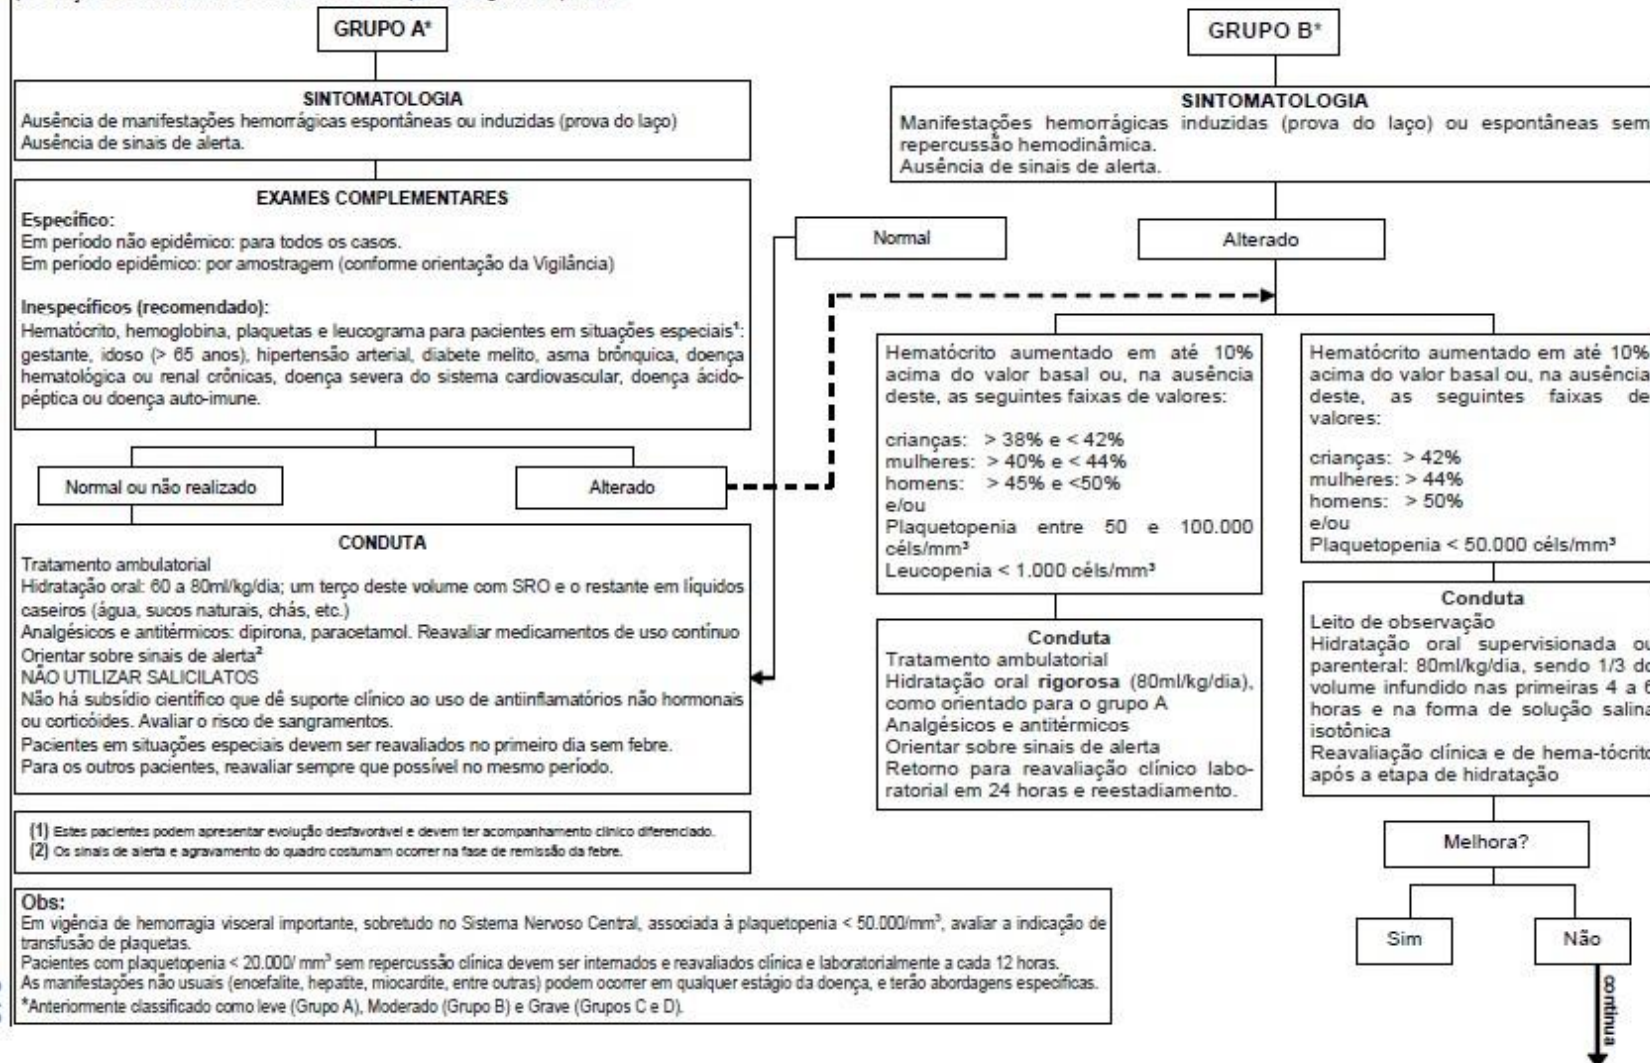 GRUPO A*
SINTOMATOLOGIA
Ausência de manifestações hemorrágicas espontâneas ou induzidas (prova do laço)
Ausência de sinais de alerta.
EXAMES COMPLEMENTARES
Específico:
Em período não epidêmico: para todos os casos.
Em período epidêmico: por amostragem (conforme orientação da Vigilância)
Inespecíficos (recomendado):
Hematócrito, hemoglobina, plaquetas e leucograma para pacientes em situações especiais¹:
gestante, idoso (> 65 anos), hipertensão arterial, diabete melito, asma brônquica, doença
hematológica ou renal crônicas, doença severa do sistema cardiovascular, doença ácido-
péptica ou doença auto-imune.
Normal ou não realizado
Alterado
CONDUTA
Tratamento ambulatorial
Hidratação oral: 60 a 80ml/kg/dia; um terço deste volume com SRO e o restante em líquidos
caseiros (água, sucos naturais, chás, etc.)
Analgésicos e antitérmicos: dipirona, paracetamol. Reavaliar medicamentos de uso contínuo
Orientar sobre sinais de alerta²
NÃO UTILIZAR SALICILATOS
Não há subsídio científico que dê suporte clínico ao uso de antiinflamatórios não hormonais
ou corticóides. Avaliar o risco de sangramentos.
Pacientes em situações especiais devem ser reavaliados no primeiro dia sem febre.
Para os outros pacientes, reavaliar sempre que possível no mesmo período.
(1) Estes pacientes podem apresentar evolução desfavorável e devem ter acompanhamento clínico diferenciado.
(2) Os sinais de alerta e agravamento do quadro costumam ocorrer na fase de remissão da febre.
GRUPO B*
SINTOMATOLOGIA
Manifestações hemorrágicas induzidas (prova do laço) ou espontâneas sem
repercussão hemodinâmica.
Ausência de sinais de alerta.
Normal
Alterado
Hematócrito aumentado em até 10%
acima do valor basal ou, na ausência
deste, as seguintes faixas de valores:
crianças: > 38% e < 42%
mulheres: > 40% e < 44%
homens: > 45% e <50%
e/ou
Plaquetopenia entre 50 e 100.000
céls/mm³
Leucopenia < 1.000 céls/mm³
Conduta
Tratamento ambulatorial
Hidratação oral rigorosa (80ml/kg/dia),
como orientado para o grupo A
Analgésicos e antitérmicos
Orientar sobre sinais de alerta
Retorno para reavaliação clínico labo-
ratorial em 24 horas e reestadiamento.
Hematócrito aumentado em até 10%
acima do valor basal ou, na ausência
deste, as seguintes faixas de
valores:
crianças: > 42%
mulheres: > 44%
homens: > 50%
e/ou
Plaquetopenia < 50.000 céls/mm³
Conduta
Leito de observação
Hidratação oral supervisionada ou
parenteral: 80ml/kg/dia, sendo 1/3 do
volume infundido nas primeiras 4 a 6
horas e na forma de solução salina
isotônica
Reavaliação clínica e de hema-tócrito
após a etapa de hidratação
Melhora?
Sim
Não
continua
Obs:
Em vigência de hemorragia visceral importante, sobretudo no Sistema Nervoso Central, associada à plaquetopenia < 50.000/mm³, avaliar a indicação de
transfusão de plaquetas.
Pacientes com plaquetopenia < 20.000/ mm³ sem repercussão clínica devem ser internados e reavaliados clínica e laboratorialmente a cada 12 horas.
As manifestações não usuais (encefalite, hepatite, miocardite, entre outras) podem ocorrer em qualquer estágio da doença, e terão abordagens específicas.
*Anteriormente classificado como leve (Grupo A), Moderado (Grupo B) e Grave (Grupos C e D).